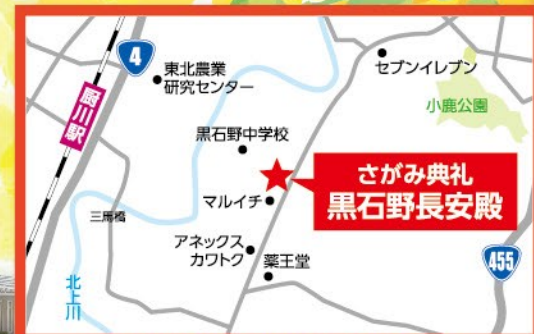 4
東北農業
研究センター
セブンイレブン
厨川駅
小鹿公園
黒石野中学校
さがみ典礼
黒石野長安殿
マルイチ
三馬橋
アネックス
カワトク
薬王堂
455
北上川